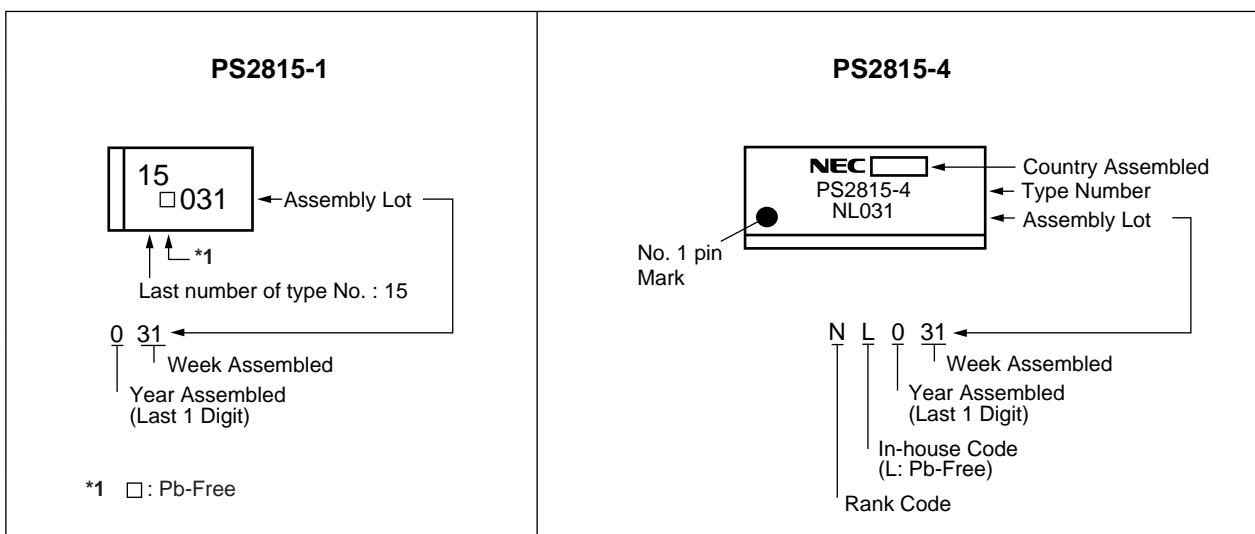 PS2815-1
15
□ 031
Assembly Lot
*1
Last number of type No. : 15
0 31
Week Assembled
Year Assembled
(Last 1 Digit)
*1 □ : Pb-Free
PS2815-4
NEC
Country Assembled
PS2815-4
Type Number
NL031
Assembly Lot
No. 1 pin
Mark
N L 0 31
Week Assembled
Year Assembled
(Last 1 Digit)
In-house Code
(L: Pb-Free)
Rank Code